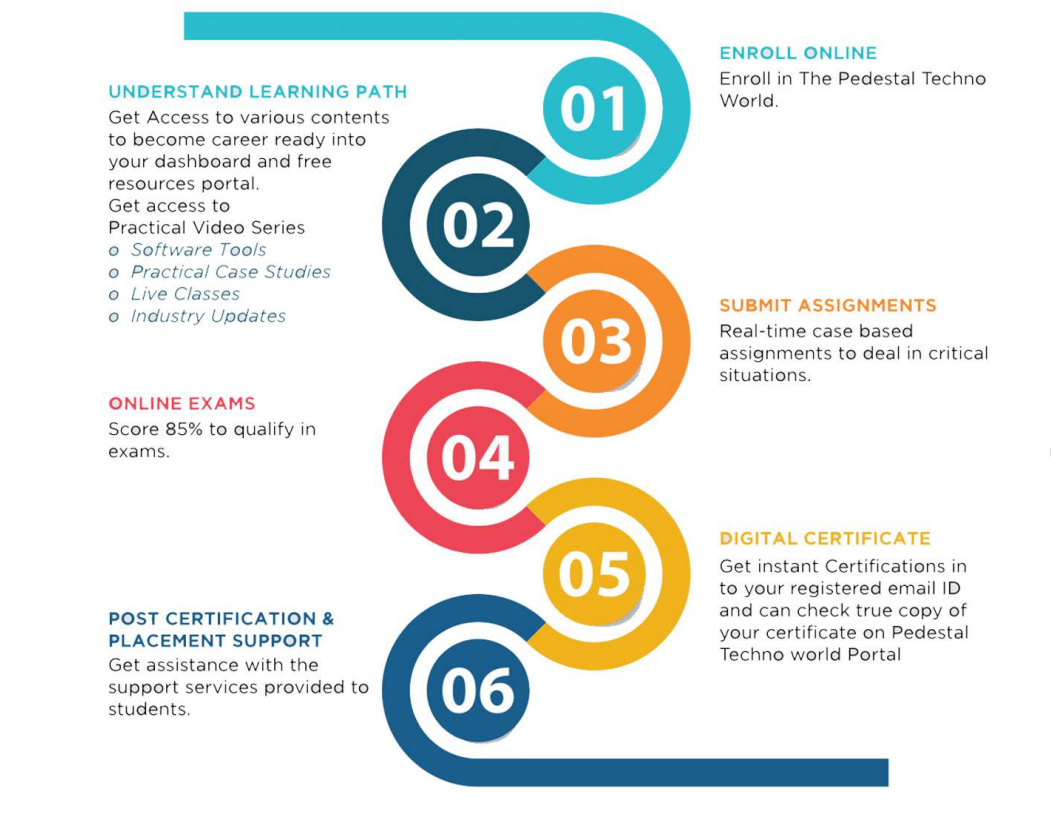 01
ENROLL ONLINE
Enroll in The Pedestal Techno
World.
02
UNDERSTAND LEARNING PATH
Get Access to various contents
to become career ready into
your dashboard and free
resources portal.
Get access to
Practical Video Series
o Software Tools
o Practical Case Studies
o Live Classes
o Industry Updates
03
SUBMIT ASSIGNMENTS
Real-time case based
assignments to deal in critical
situations.
04
ONLINE EXAMS
Score 85% to qualify in
exams.
05
DIGITAL CERTIFICATE
Get instant Certifications in
to your registered email ID
and can check true copy of
your certificate on Pedestal
Techno world Portal
06
POST CERTIFICATION &
PLACEMENT SUPPORT
Get assistance with the
support services provided to
students.